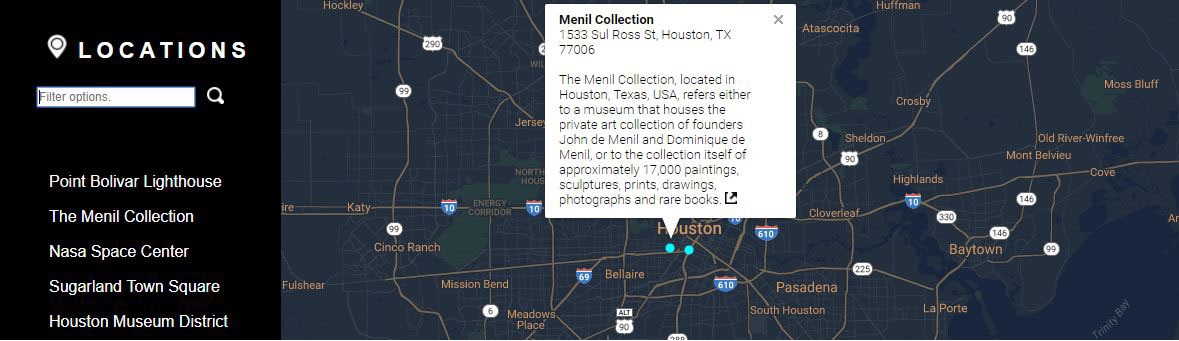 LOCATIONS
Filter options.
Point Bolivar Lighthouse
The Menil Collection
Nasa Space Center
Sugarland Town Square
Houston Museum District
Menil Collection
1533 Sul Ross St, Houston, TX
77006
The Menil Collection, located in
Houston, Texas, USA, refers either
to a museum that houses the
private art collection of founders
John de Menil and Dominique de
Menil, or to the collection itself of
approximately 17,000 paintings,
sculptures, prints, drawings,
photographs and rare books.
Hockley
Huffman
Atascocita
290
90
146
99
Moss Bluff
Crosby
Jersey
8
Sheldon
90
Old River-Winfree
Mont Belvieu
NORTH
HOUS
Highlands
Cove
ire
Katy
10
ENERGY
CORRIDOR
10
10
10
Cloverleaf
330
146
99
Houston
610
146
99
Cinco Ranch
Baytown
Bellaire
69
225
Fulshear
Mission Bend
610
Pasadena
6
Meadows
Place
ALT
90
South Houston
La Porte
288
Trinity Bay